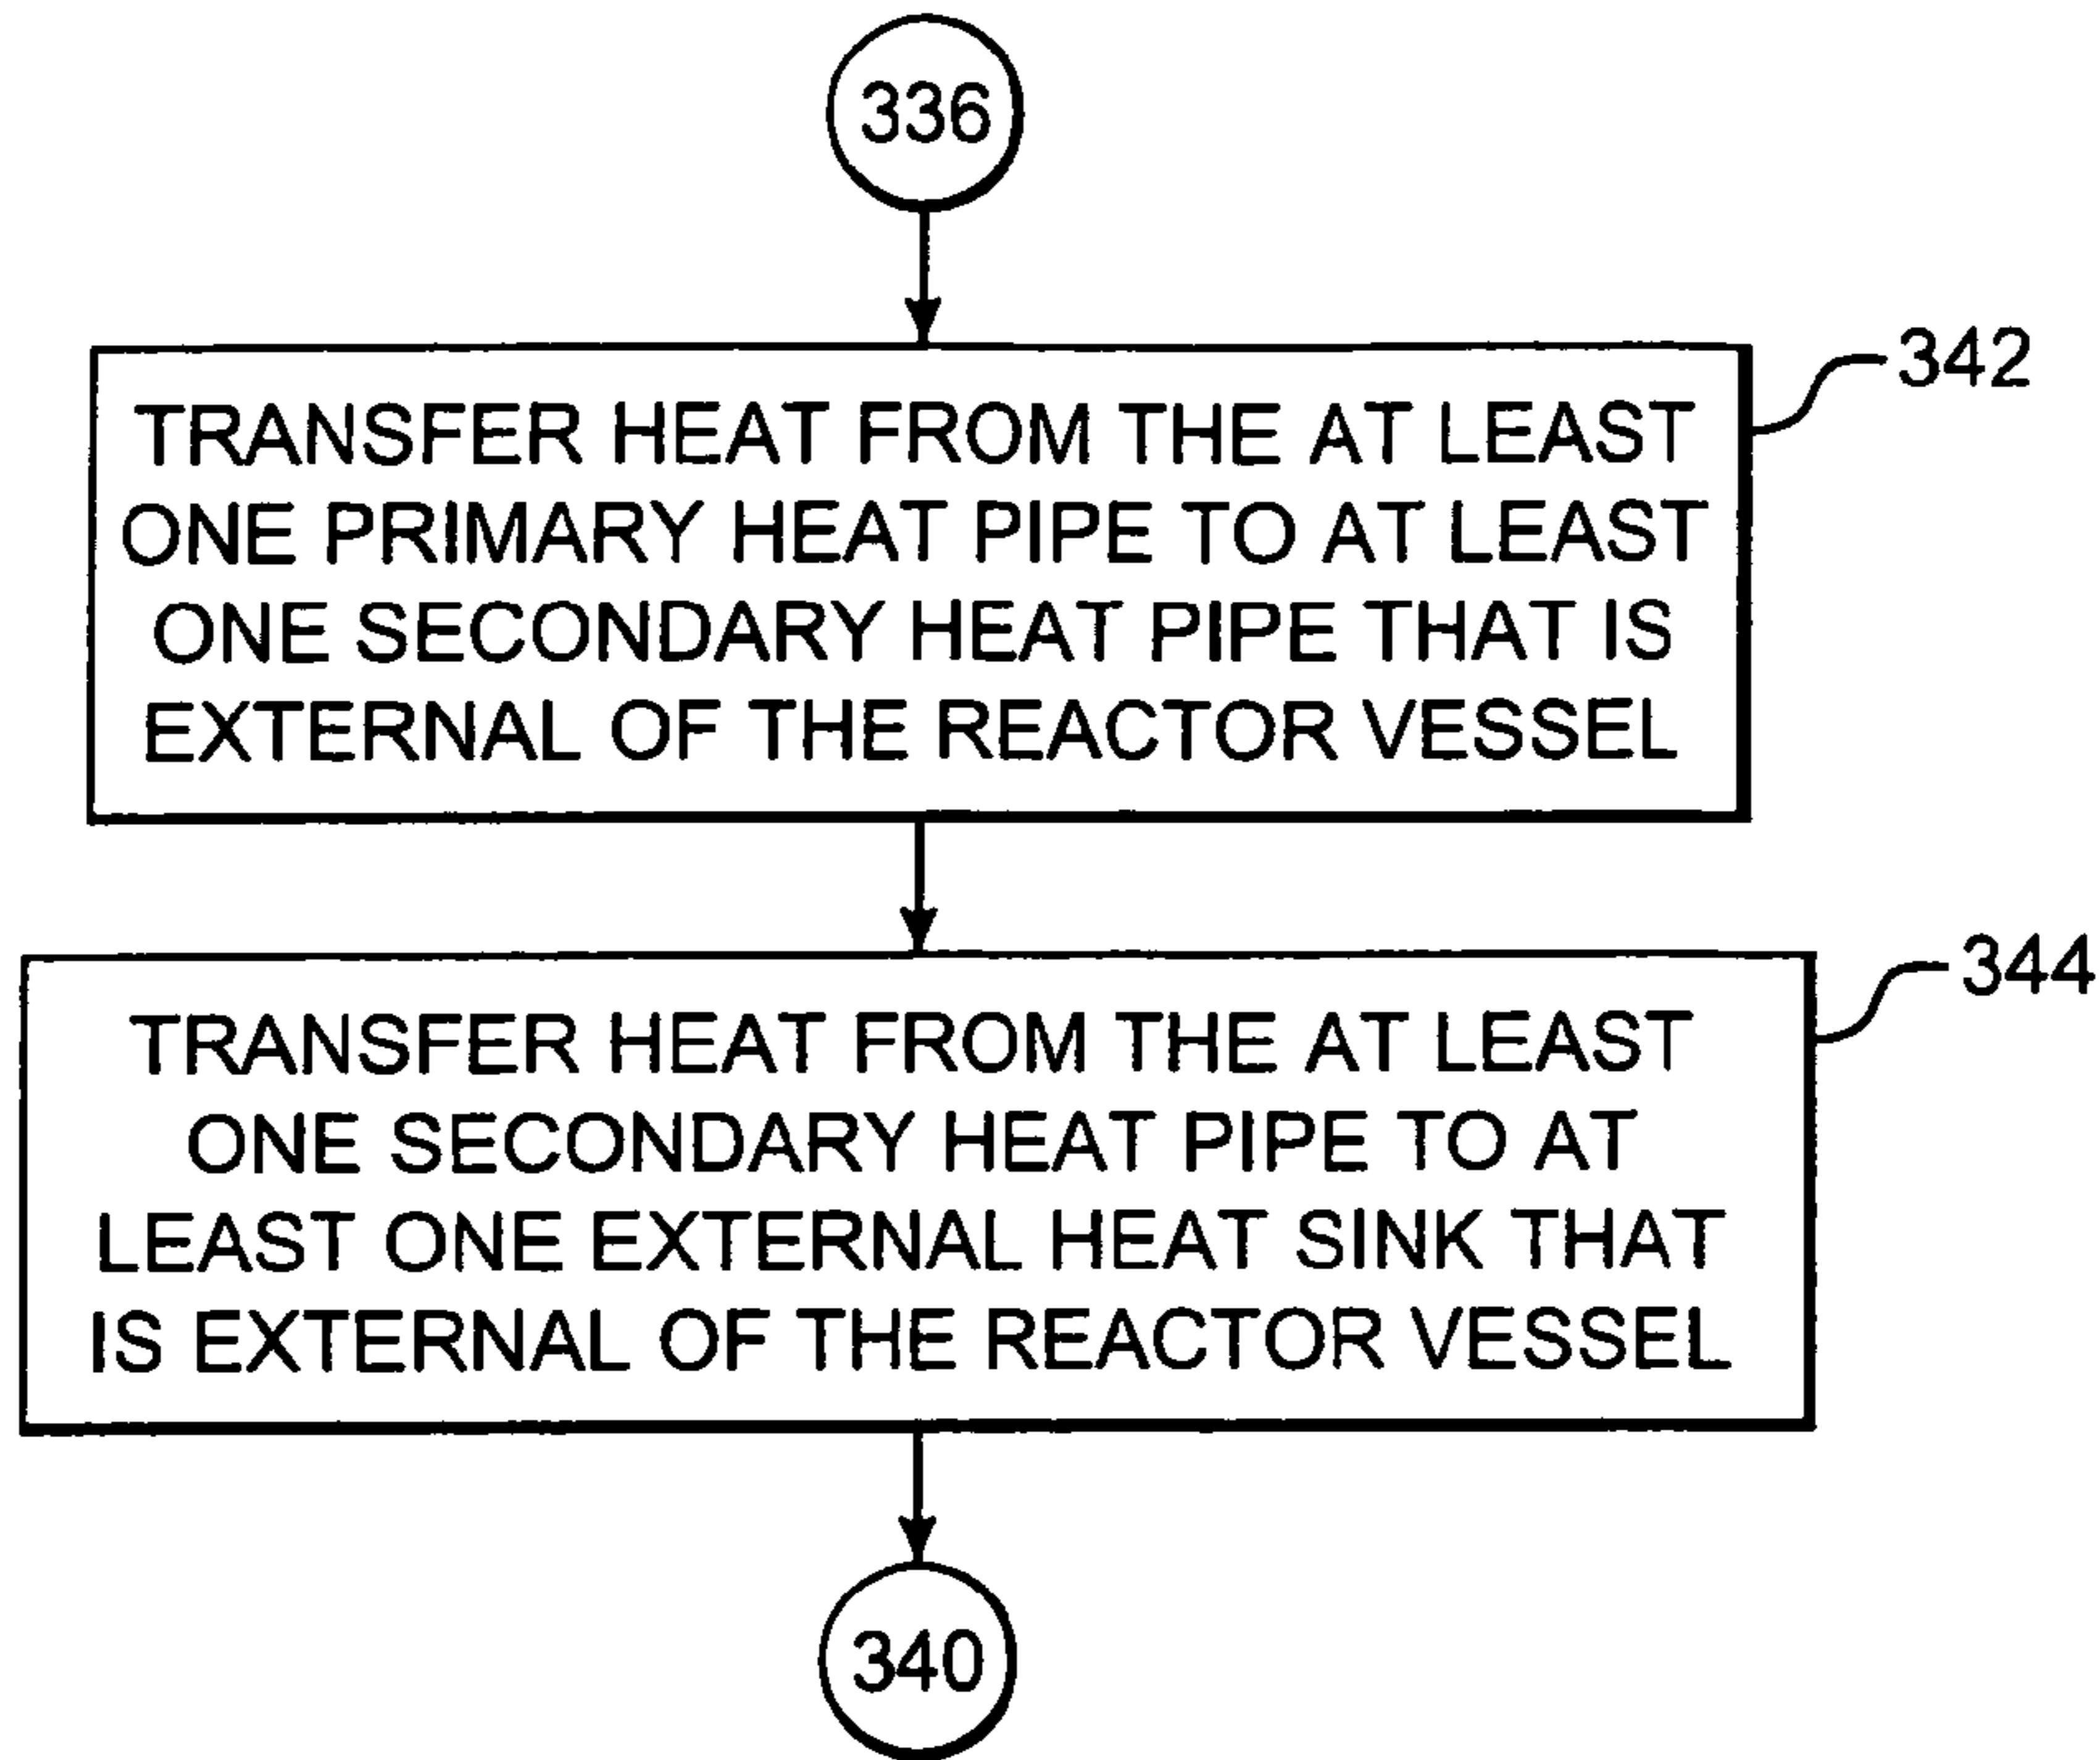 336
342
TRANSFER HEAT FROM THE AT LEAST
ONE PRIMARY HEAT PIPE TO AT LEAST
ONE SECONDARY HEAT PIPE THAT IS
EXTERNAL OF THE REACTOR VESSEL
344
TRANSFER HEAT FROM THE AT LEAST
ONE SECONDARY HEAT PIPE TO AT
LEAST ONE EXTERNAL HEAT SINK THAT
IS EXTERNAL OF THE REACTOR VESSEL
340